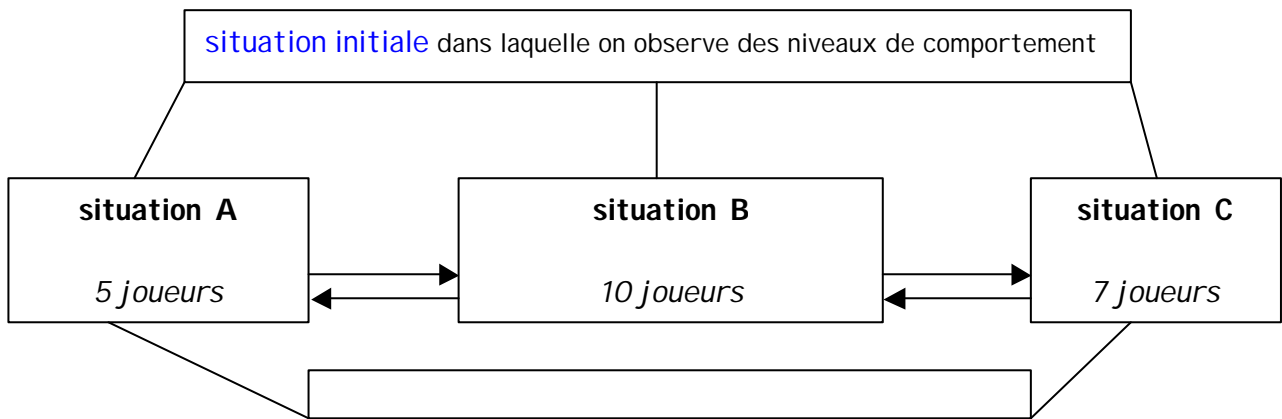 situation initiale dans laquelle on observe des niveaux de comportement
situation A
situation B
situation C
5 joueurs
10 joueurs
7 joueurs